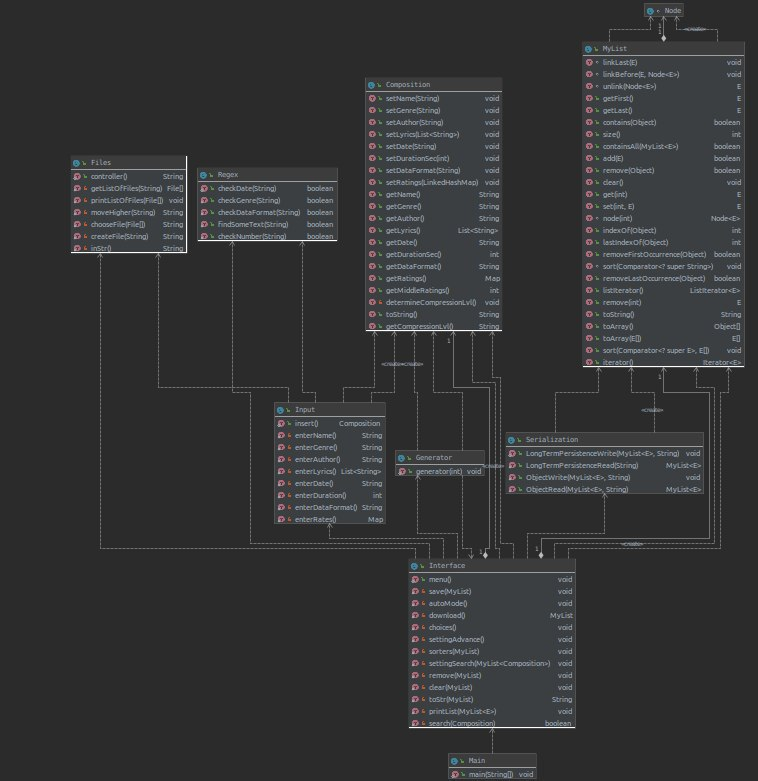 Node
1
1
«create»
MyList
linkLast(E) void
linkBefore(E, Node<E>) void
unlink(Node<E>) E
getFirst() E
getLast() E
contains(Object) boolean
size() int
containsAll(MyList<E>) boolean
add(E) boolean
remove(Object) boolean
clear() void
get(int) E
set(int, E) E
node(int) Node<E>
indexOf(Object) int
lastIndexOf(Object) int
removeFirstOccurrence(Object) boolean
sort(Comparator<? super String>) void
removeLastOccurrence(Object) boolean
listIterator() ListIterator<E>
remove(int) E
toString() String
toArray() Object[]
toArray(E[]) E[]
sort(Comparator<? super E>, E[]) void
iterator() Iterator<E>
Composition
setName(String) void
setGenre(String) void
setAuthor(String) void
setLyrics(List<String>) void
setDate(String) void
setDurationSec(int) void
setDataFormat(String) void
setRatings(LinkedHashMap) void
getName() String
getGenre() String
getAuthor() String
getLyrics() List<String>
getDate() String
getDurationSec() int
getDataFormat() String
getRatings() Map
getMiddleRatings() int
determineCompressionLvl() void
toString() String
getCompressionLvl() String
Files
controller() String
getListOfFiles(String) File[]
printListOfFiles(File[]) void
moveHigher(String) String
chooseFile(File[]) String
createFile(String) String
inStr() String
Regex
checkDate(String) boolean
checkGenre(String) boolean
checkDataFormat(String) boolean
findSomeText(String) boolean
checkNumber(String) boolean
1
1
«create»
«create»
«create»
Input
insert() Composition
enterName() String
enterGenre() String
enterAuthor() String
enterLyrics() List<String>
enterDate() String
enterDuration() int
enterDataFormat() String
enterRates() Map
Generator
generator(int) void
«create»
Serialization
LongTermPersistenceWrite(MyList<E>, String) void
LongTermPersistenceRead(String) MyList<E>
ObjectWrite(MyList<E>, String) void
ObjectRead(MyList<E>, String) MyList<E>
«create»
1
1
Interface
menu() void
save(MyList) void
autoMode() void
download() MyList
choices() void
settingAdvance() void
sorters(MyList) void
settingSearch(MyList<Composition>) void
remove(MyList) void
clear(MyList) void
toStr(MyList) String
printList(MyList<E>) void
search(Composition) boolean
Main
main(String[]) void